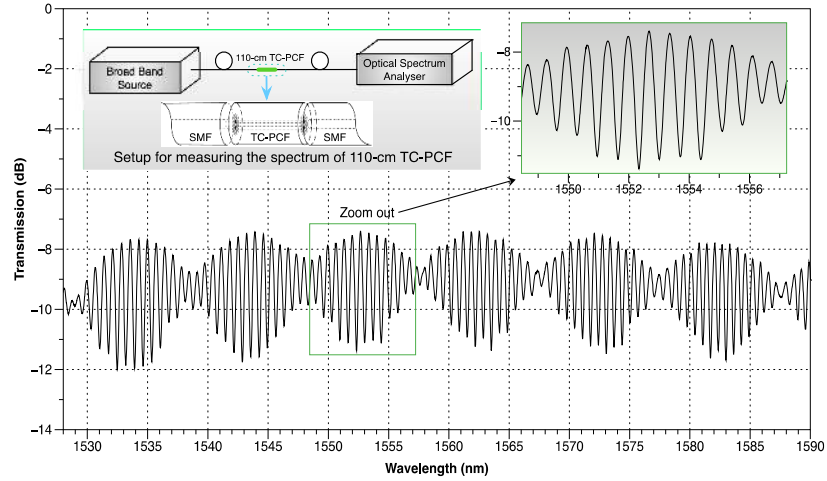 110-cm TC-PCF
Broad Band
Source
Optical Spectrum
Analyser
SMF
TC-PCF
SMF
Setup for measuring the spectrum of 110-cm TC-PCF
−8
−10
1550
1552
1554
1556
Zoom out
Transmission (dB)
0
−2
−4
−6
−8
−10
−12
−14
1530
1535
1540
1545
1550
1555
1560
1565
1570
1575
1580
1585
1590
Wavelength (nm)